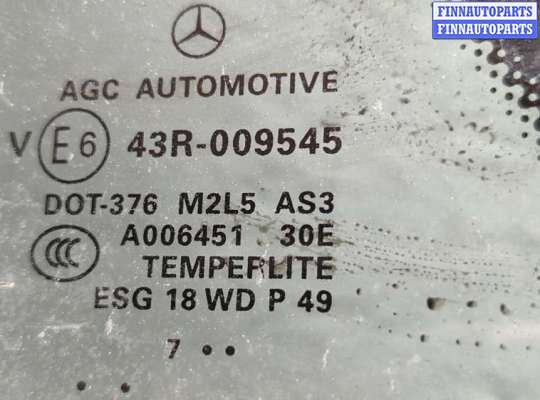 FINNAUTOPARTS
FINNAUTOPARTS
AGC AUTOMOTIVE
V E6 43R-009545
DOT-376 M2L5 AS3
CCC A006451 30E
TEMPERLITE
ESG 18 WD P 49
7 • •
• •